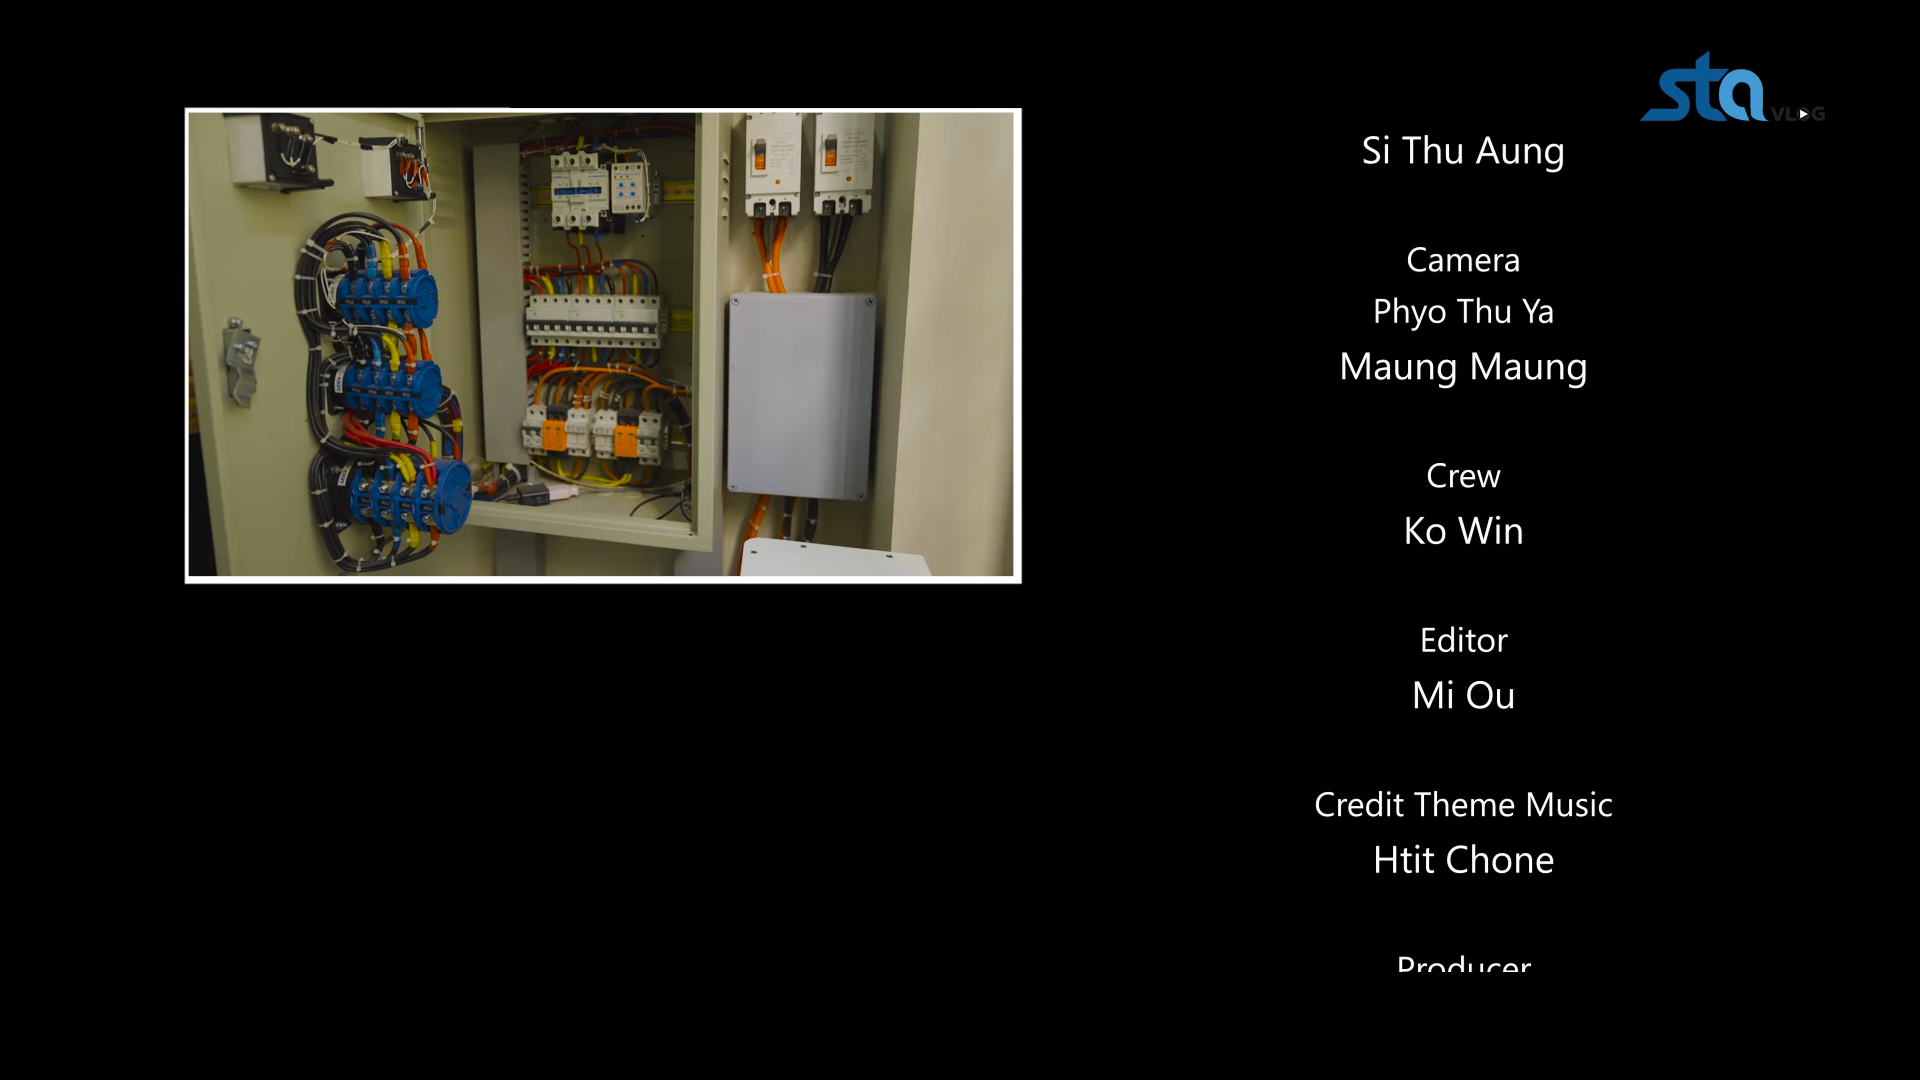 sta VLOG
Si Thu Aung
Camera
Phyo Thu Ya
Maung Maung
Crew
Ko Win
Editor
Mi Ou
Credit Theme Music
Htit Chone
Producer